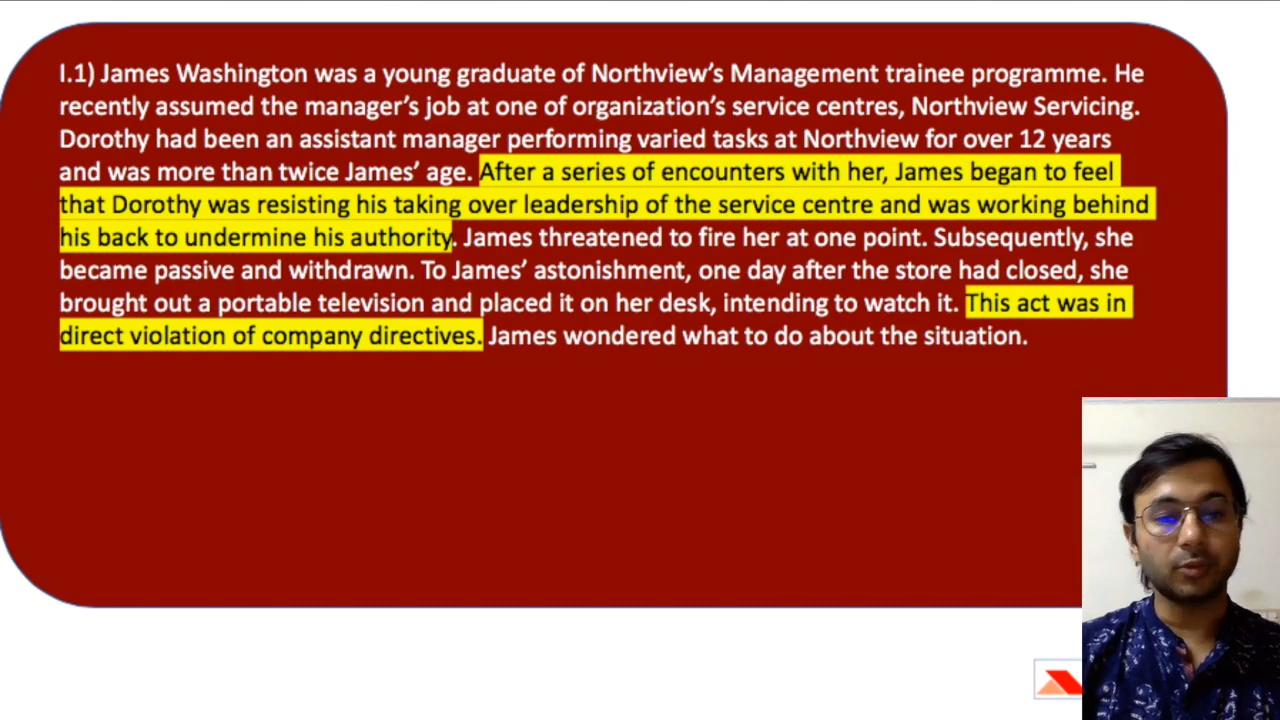 I.1) James Washington was a young graduate of Northview’s Management trainee programme. He
recently assumed the manager’s job at one of organization’s service centres, Northview Servicing.
Dorothy had been an assistant manager performing varied tasks at Northview for over 12 years
and was more than twice James’ age. After a series of encounters with her, James began to feel
that Dorothy was resisting his taking over leadership of the service centre and was working behind
his back to undermine his authority. James threatened to fire her at one point. Subsequently, she
became passive and withdrawn. To James’ astonishment, one day after the store had closed, she
brought out a portable television and placed it on her desk, intending to watch it. This act was in
direct violation of company directives. James wondered what to do about the situation.